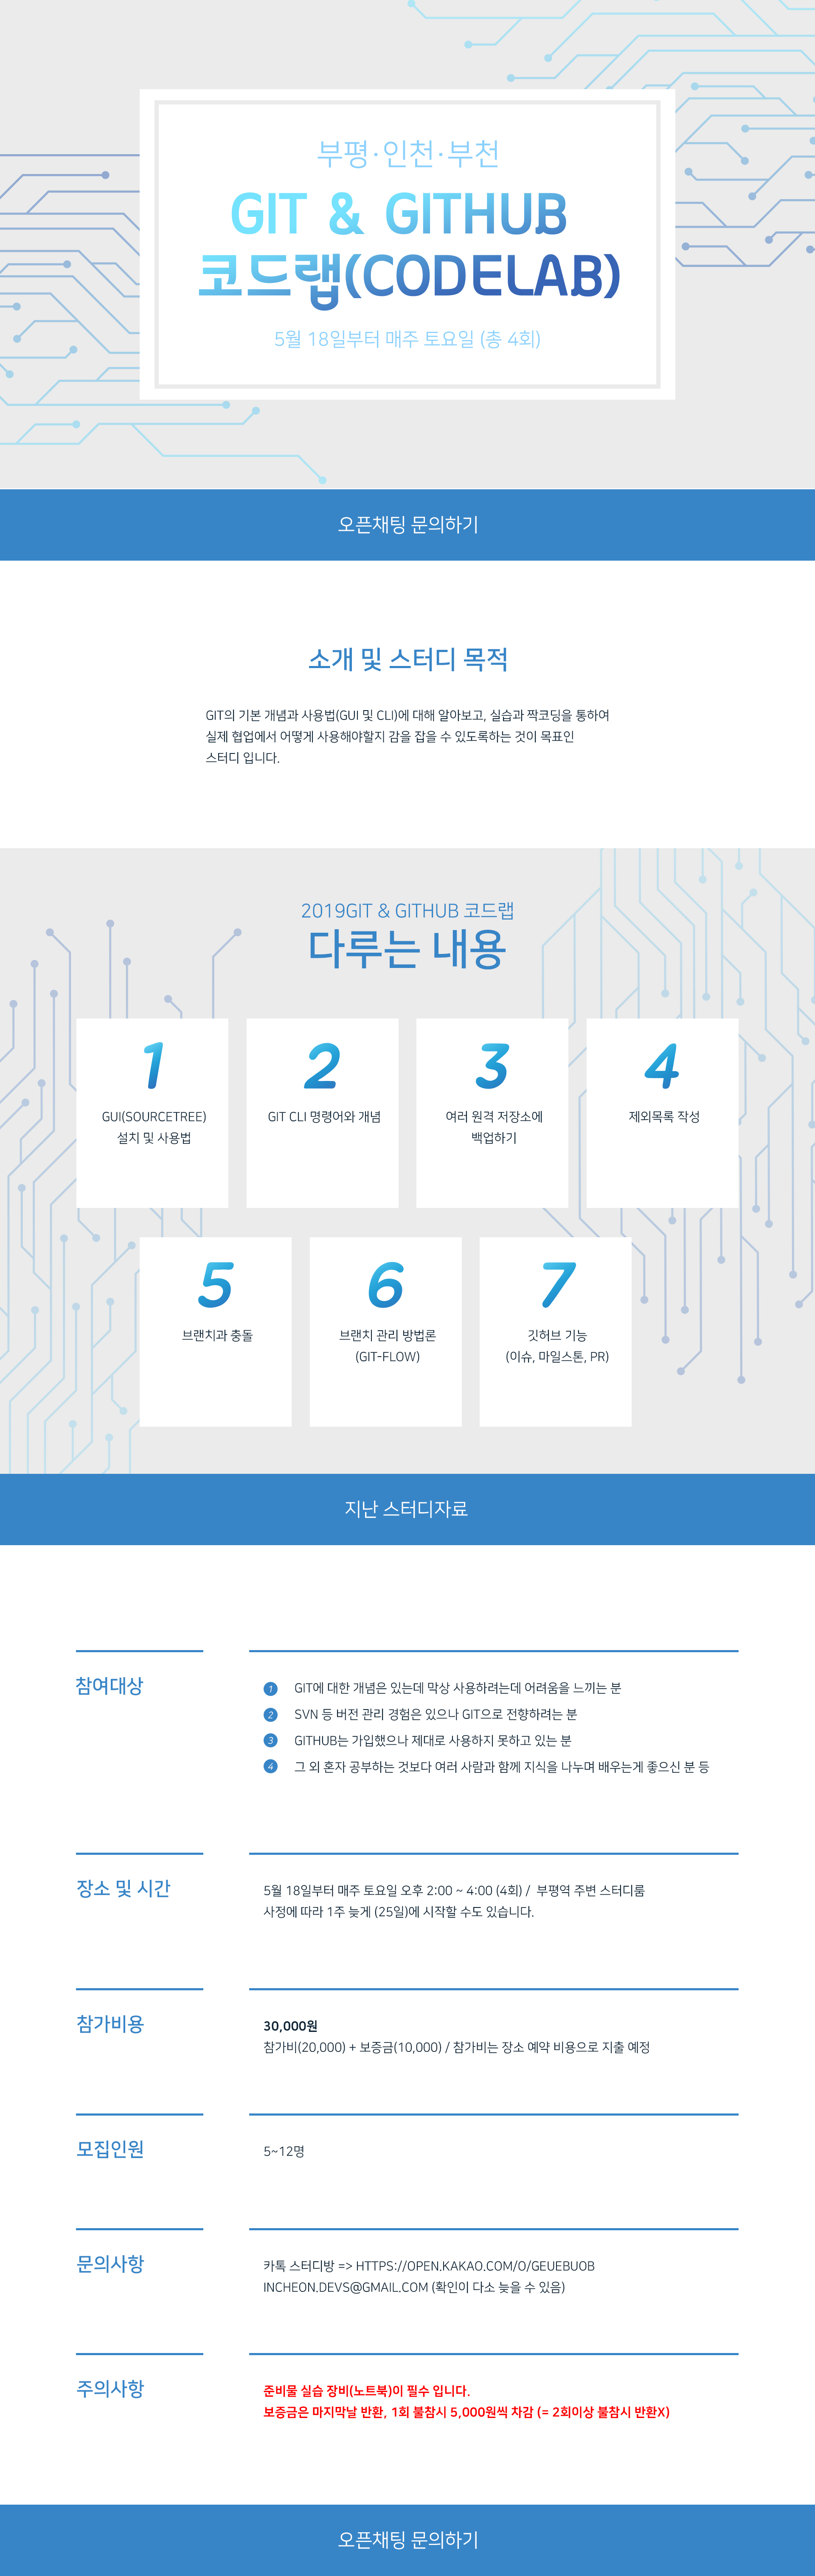 부평·인천·부천
GIT & GITHUB
코드랩(CODELAB)
5월 18일부터 매주 토요일 (총 4회)
오픈채팅 문의하기
소개 및 스터디 목적
GIT의 기본 개념과 사용법(GUI 및 CLI)에 대해 알아보고, 실습과 짝코딩을 통하여
실제 협업에서 어떻게 사용해야할지 감을 잡을 수 있도록하는 것이 목표인
스터디 입니다.
2019GIT & GITHUB 코드랩
다루는 내용
1
GUI(SOURCETREE)
설치 및 사용법
2
GIT CLI 명령어와 개념
3
여러 원격 저장소에
백업하기
4
제외목록 작성
5
브랜치과 충돌
6
브랜치 관리 방법론
(GIT-FLOW)
7
깃허브 기능
(이슈, 마일스톤, PR)
지난 스터디자료
참여대상
1 GIT에 대한 개념은 있는데 막상 사용하려는데 어려움을 느끼는 분
2 SVN 등 버전 관리 경험은 있으나 GIT으로 전향하려는 분
3 GITHUB는 가입했으나 제대로 사용하지 못하고 있는 분
4 그 외 혼자 공부하는 것보다 여러 사람과 함께 지식을 나누며 배우는게 좋으신 분 등
장소 및 시간
5월 18일부터 매주 토요일 오후 2:00 ~ 4:00 (4회) / 부평역 주변 스터디룸
사정에 따라 1주 늦게 (25일)에 시작할 수도 있습니다.
참가비용
30,000원
참가비(20,000) + 보증금(10,000) / 참가비는 장소 예약 비용으로 지출 예정
모집인원
5~12명
문의사항
카톡 스터디방 => HTTPS://OPEN.KAKAO.COM/O/GEUEBUOB
INCHEON.DEVS@GMAIL.COM (확인이 다소 늦을 수 있음)
주의사항
준비물 실습 장비(노트북)이 필수 입니다.
보증금은 마지막날 반환, 1회 불참시 5,000원씩 차감 (= 2회이상 불참시 반환X)
오픈채팅 문의하기